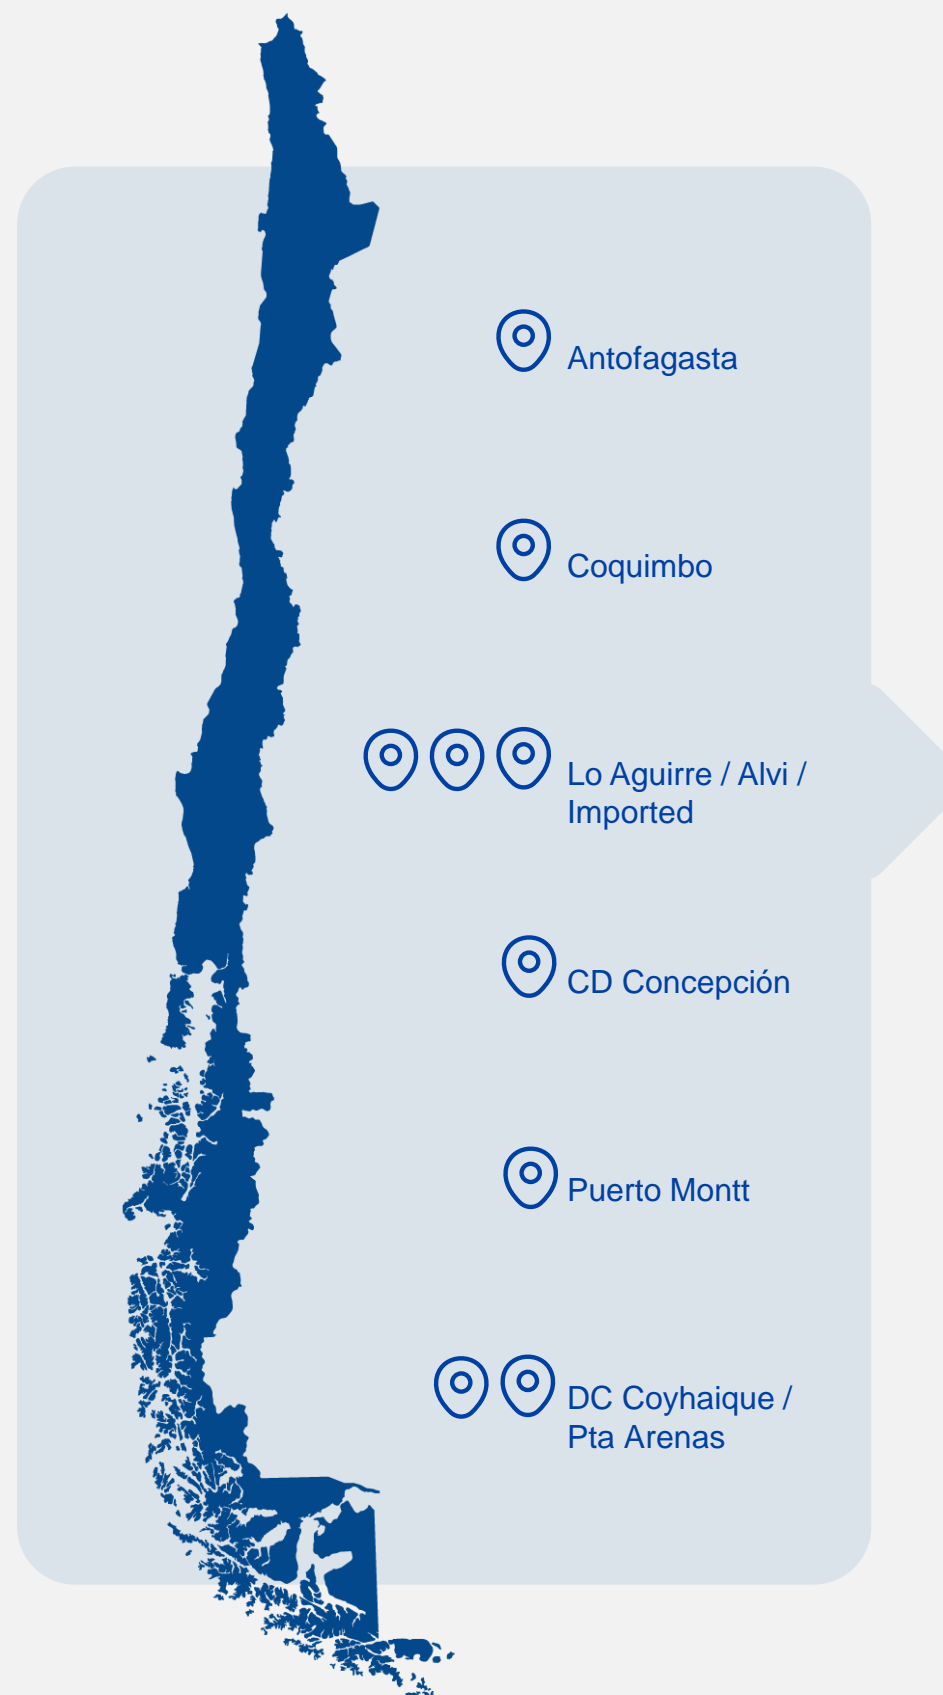 Antofagasta
Coquimbo
Lo Aguirre / Alvi /
Imported
CD Concepción
Puerto Montt
DC Coyhaique /
Pta Arenas